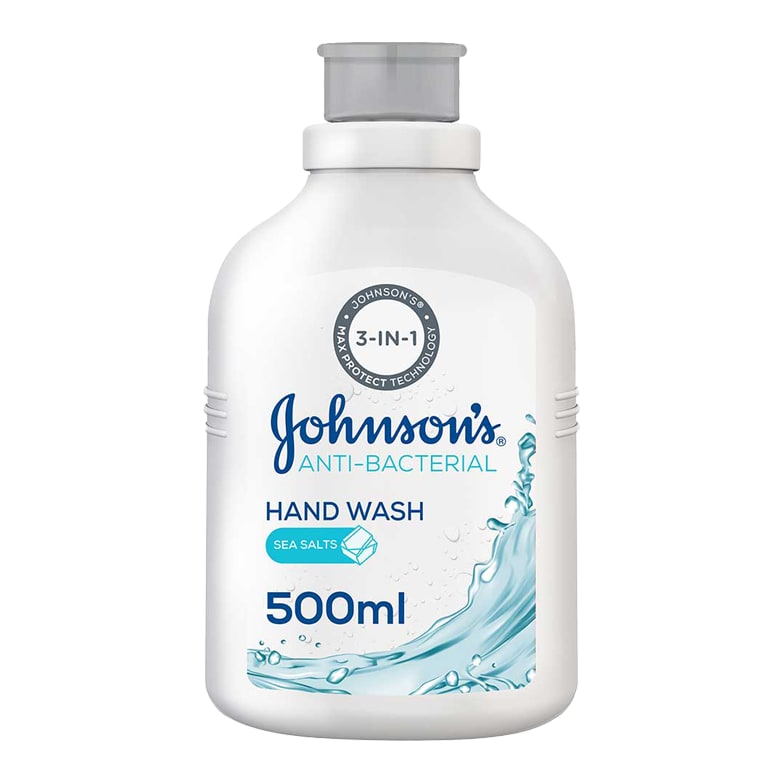 JOHNSON'S®
3-IN-1
MAX PROTECT TECHNOLOGY
Johnson's®
ANTI-BACTERIAL
HAND WASH
SEA SALTS
500ml